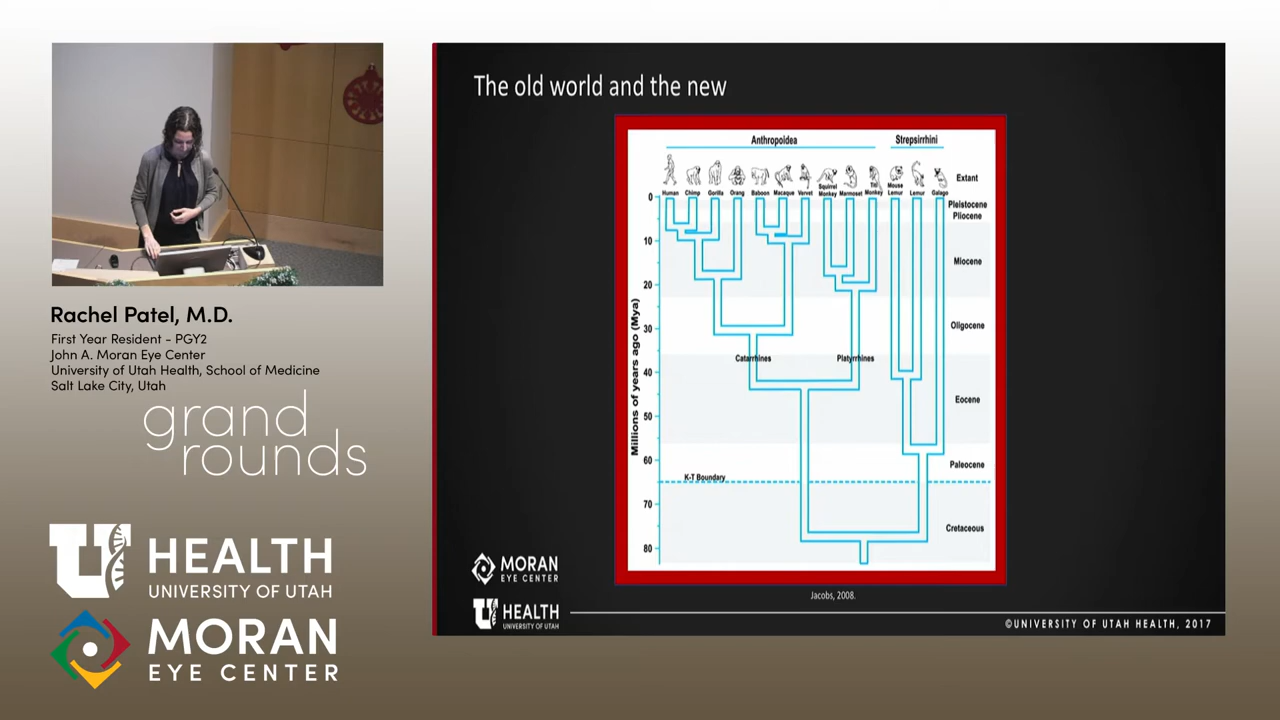 Rachel Patel, M.D.
First Year Resident - PGY2
John A. Moran Eye Center
University of Utah Health, School of Medicine
Salt Lake City, Utah
grand
rounds
U HEALTH
UNIVERSITY OF UTAH
MORAN
EYE CENTER
The old world and the new
Anthropoidea
Strepsirrhini
Extant
Human
Chimp
Gorilla
Orang
Baboon
Macaque
Vervet
Squirrel
Monkey
Marmoset
Titi
Monkey
Mouse
Lemur
Lemur
Galago
Millions of years ago (Mya)
0
10
20
30
40
50
60
70
80
Pleistocene
Pliocene
Miocene
Oligocene
Eocene
Paleocene
Cretaceous
Catarrhines
Platyrrhines
K-T Boundary
Jacobs, 2008.
MORAN
EYE CENTER
U HEALTH
UNIVERSITY OF UTAH
©UNIVERSITY OF UTAH HEALTH, 2017